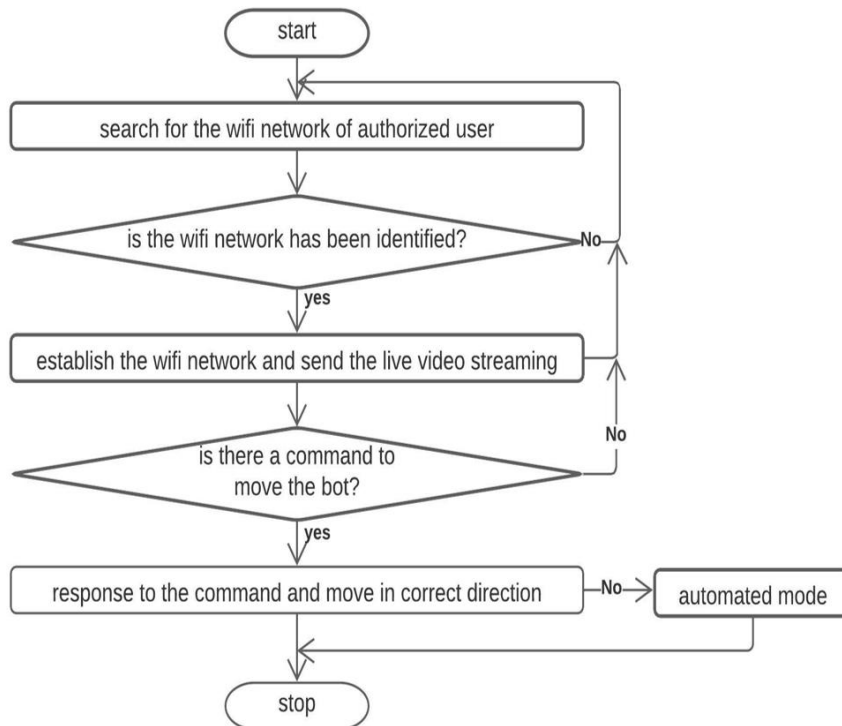 start
search for the wifi network of authorized user
is the wifi network has been identified?
No
yes
establish the wifi network and send the live video streaming
No
is there a command to
move the bot?
yes
response to the command and move in correct direction
No
automated mode
stop